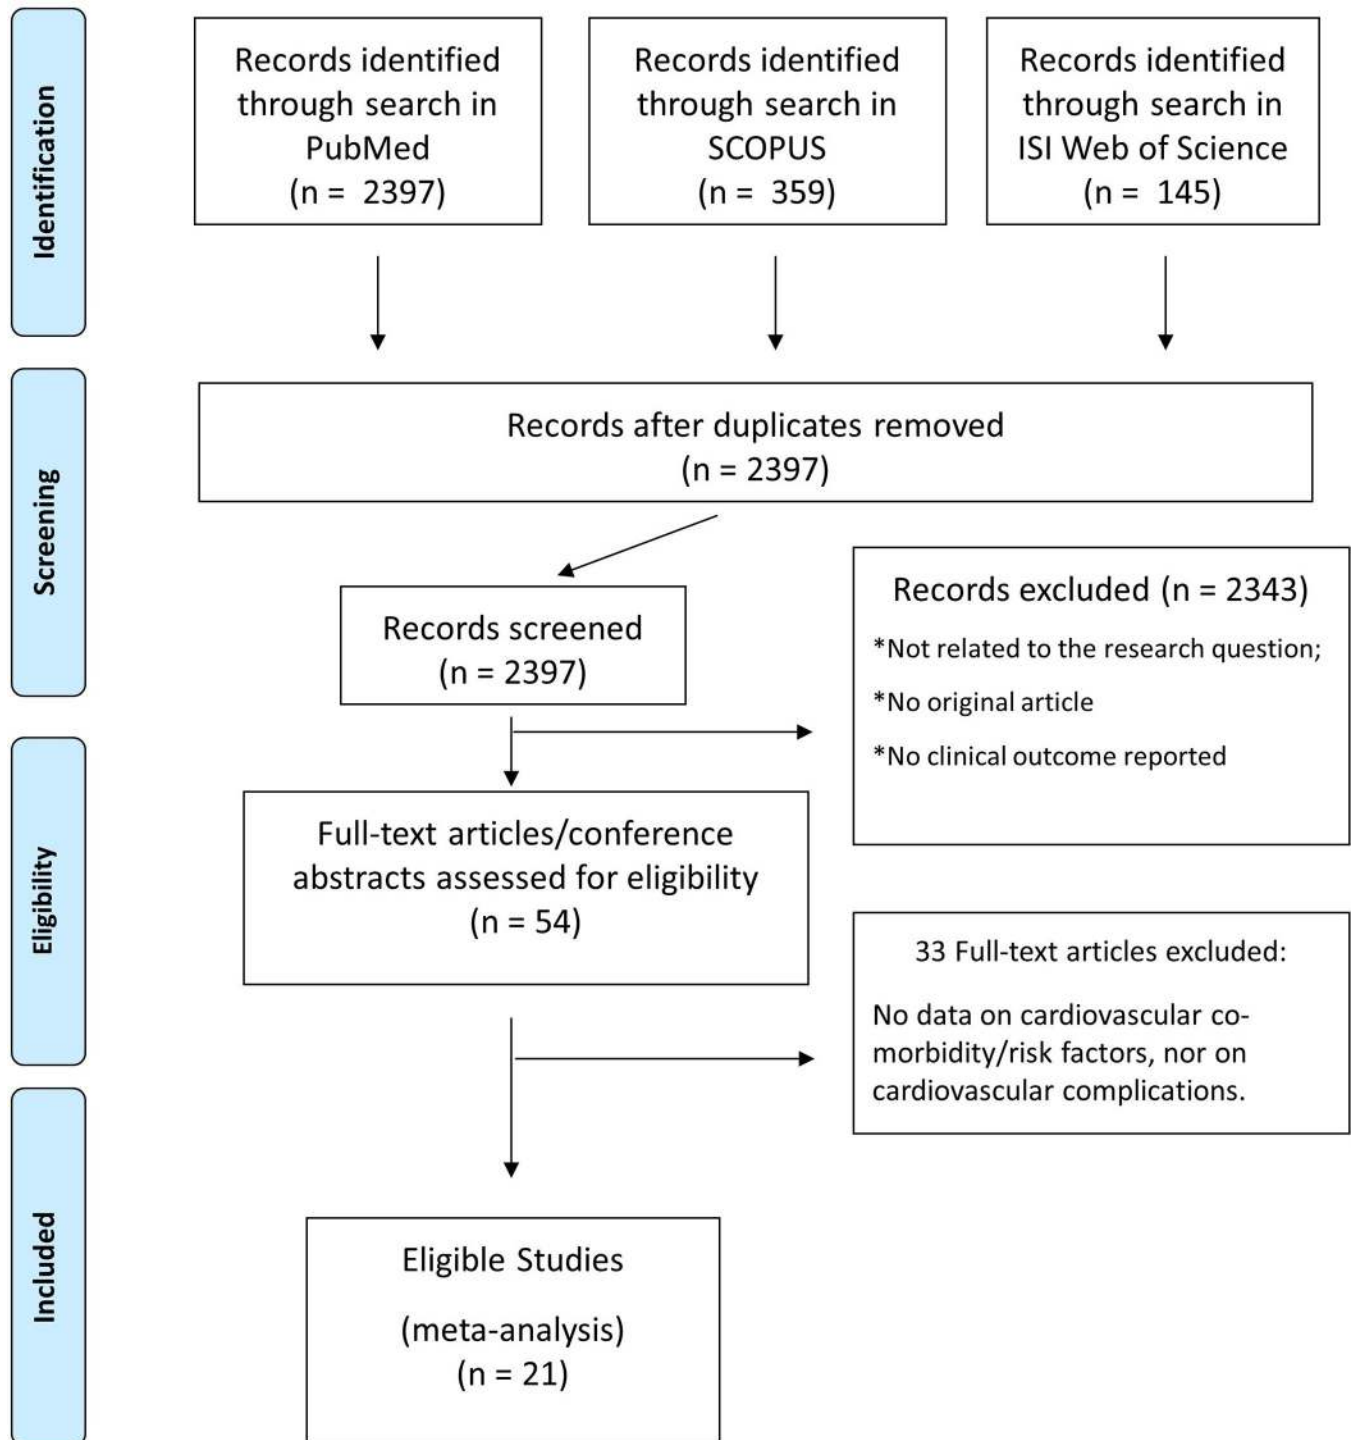 Identification
Records identified
through search in
PubMed
(n =  2397)
Records identified
through search in
SCOPUS
(n =  359)
Records identified
through search in
ISI Web of Science
(n =  145)
Screening
Records after duplicates removed
(n = 2397)
Records screened
(n = 2397)
Records excluded (n = 2343)
*Not related to the research question;
*No original article
*No clinical outcome reported
Eligibility
Full-text articles/conference
abstracts assessed for eligibility
(n = 54)
33 Full-text articles excluded:
No data on cardiovascular co-
morbidity/risk factors, nor on
cardiovascular complications.
Included
Eligible Studies
(meta-analysis)
(n = 21)